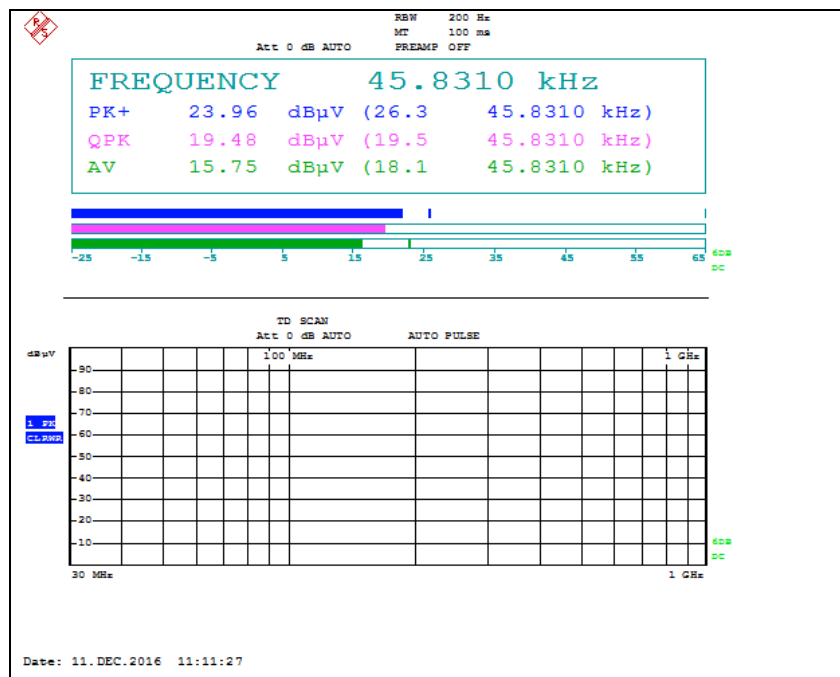 R S
RBW 200 Hz
MT 100 ms
Att 0 dB AUTO PREAMP OFF
FREQUENCY 45.8310 kHz
PK+ 23.96 dBµV (26.3 45.8310 kHz)
QPK 19.48 dBµV (19.5 45.8310 kHz)
AV 15.75 dBµV (18.1 45.8310 kHz)
-25 -15 -5 5 15 25 35 45 55 65
6DB
DC
TD SCAN
Att 0 dB AUTO AUTO PULSE
dBµV 100 MHz 1 GHz
90
80
70
1 PK
CLRWR
60
50
40
30
20
10
6DB
DC
30 MHz 1 GHz
Date: 11.DEC.2016 11:11:27